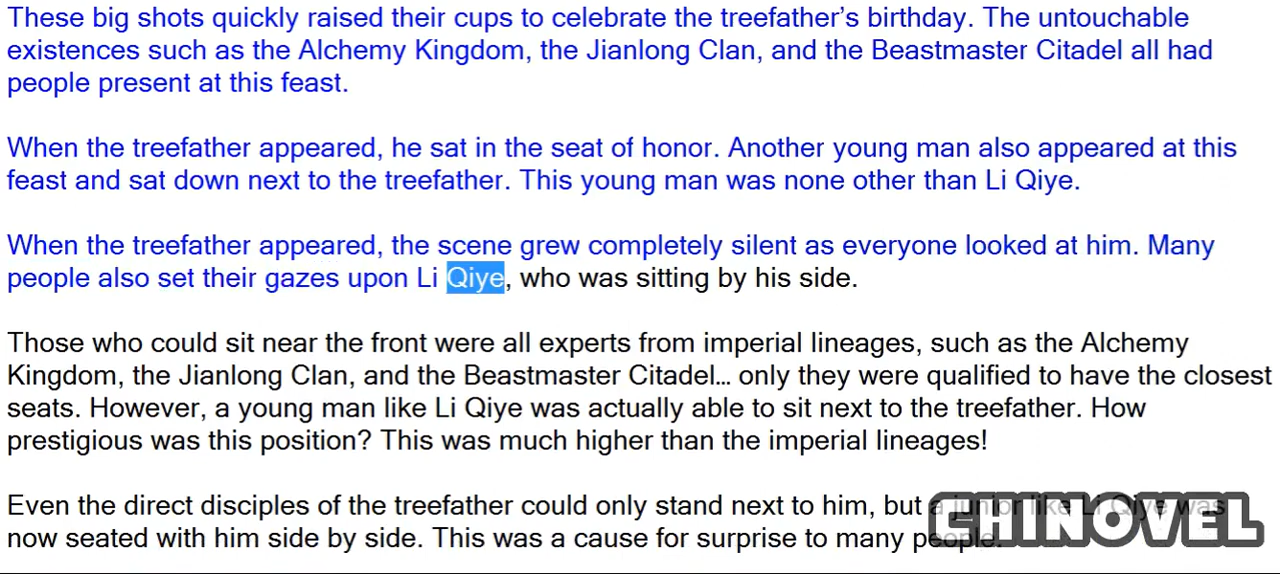 These big shots quickly raised their cups to celebrate the treefather’s birthday. The untouchable
existences such as the Alchemy Kingdom, the Jianlong Clan, and the Beastmaster Citadel all had
people present at this feast.
When the treefather appeared, he sat in the seat of honor. Another young man also appeared at this
feast and sat down next to the treefather. This young man was none other than Li Qiye.
When the treefather appeared, the scene grew completely silent as everyone looked at him. Many
people also set their gazes upon Li Qiye, who was sitting by his side.
Those who could sit near the front were all experts from imperial lineages, such as the Alchemy
Kingdom, the Jianlong Clan, and the Beastmaster Citadel… only they were qualified to have the closest
seats. However, a young man like Li Qiye was actually able to sit next to the treefather. How
prestigious was this position? This was much higher than the imperial lineages!
Even the direct disciples of the treefather could only stand next to him, but a junior like Li Qiye was
now seated with him side by side. This was a cause for surprise to many people.
CHINOVEL